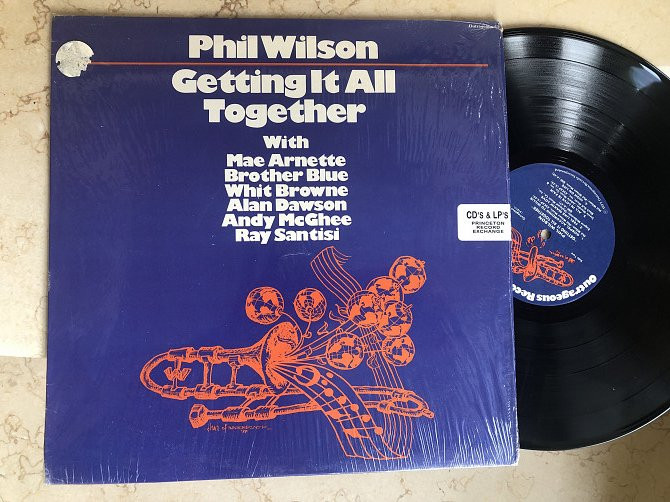 Phil Wilson
Getting It All
Together
With
Mae Arnette
Brother Blue
Whit Browne
Alan Dawson
Andy McGhee
Ray Santisi
CD'S & LP'S
PRINCETON
RECORD
EXCHANGE
Outrageous Reco